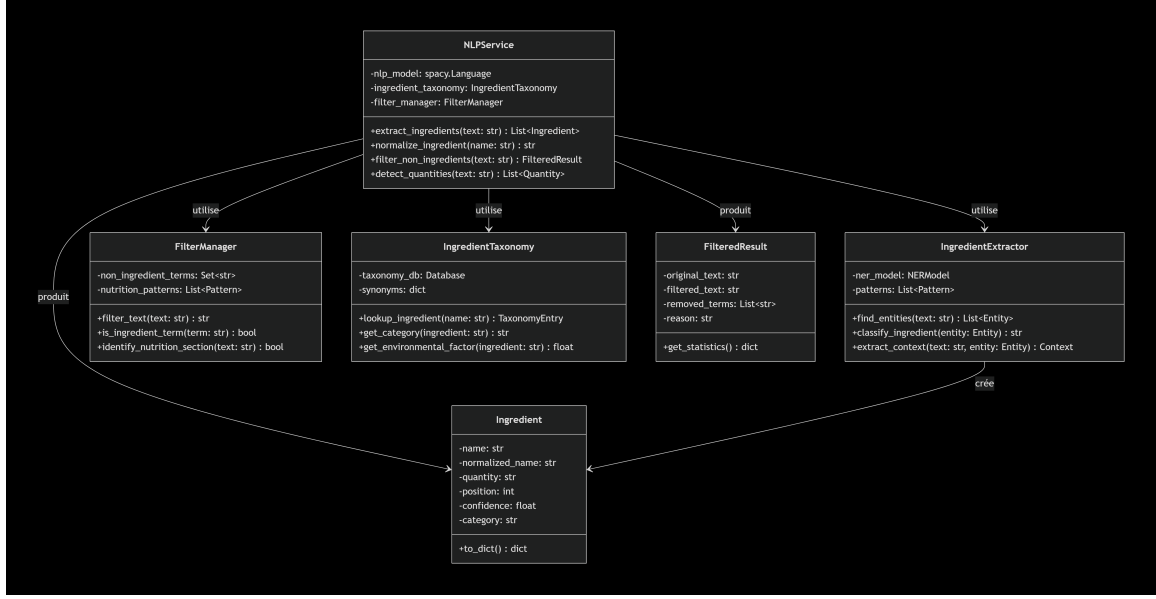 NLPService
-nlp_model: spacy.Language
-ingredient_taxonomy: IngredientTaxonomy
-filter_manager: FilterManager
+extract_ingredients(text: str) : List<Ingredient>
+normalize_ingredient(name: str) : str
+filter_non_ingredients(text: str) : FilteredResult
+detect_quantities(text: str) : List<Quantity>
utilise
utilise
produit
utilise
FilterManager
-non_ingredient_terms: Set<str>
-nutrition_patterns: List<Pattern>
+filter_text(text: str) : str
+is_ingredient_term(term: str) : bool
+identify_nutrition_section(text: str) : bool
IngredientTaxonomy
-taxonomy_db: Database
-synonyms: dict
+lookup_ingredient(name: str) : TaxonomyEntry
+get_category(ingredient: str) : str
+get_environmental_factor(ingredient: str) : float
FilteredResult
-original_text: str
-filtered_text: str
-removed_terms: List<str>
-reason: str
+get_statistics() : dict
IngredientExtractor
-ner_model: NERModel
-patterns: List<Pattern>
+find_entities(text: str) : List<Entity>
+classify_ingredient(entity: Entity) : str
+extract_context(text: str, entity: Entity) : Context
produit
crée
Ingredient
-name: str
-normalized_name: str
-quantity: str
-position: int
-confidence: float
-category: str
+to_dict() : dict